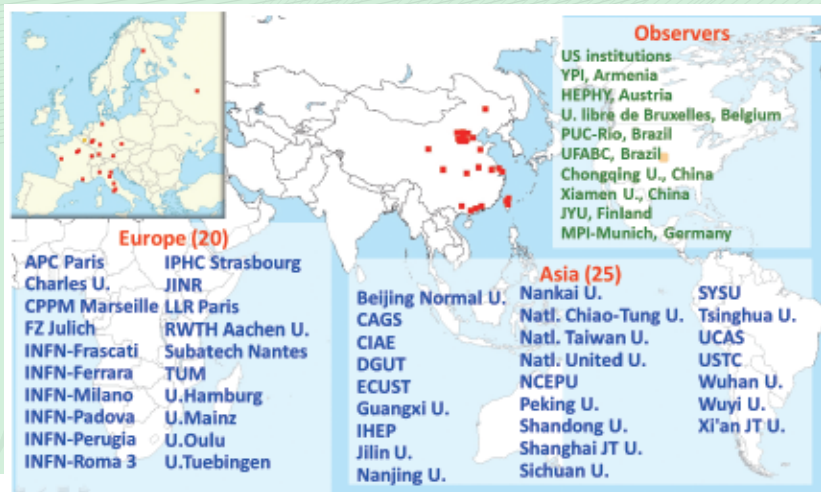 Observers
US institutions
YPI, Armenia
HEPHY, Austria
U. libre de Bruxelles, Belgium
PUC-Rio, Brazil
UFABC, Brazil
Chongqing U., China
Xiamen U., China
JYU, Finland
MPI-Munich, Germany
Europe (20)
APC Paris
Charles U.
CPPM Marseille
FZ Julich
INFN-Frascati
INFN-Ferrara
INFN-Milano
INFN-Padova
INFN-Perugia
INFN-Roma 3
IPHC Strasbourg
JINR
LLR Paris
RWTH Aachen U.
Subatech Nantes
TUM
U.Hamburg
U.Mainz
U.Oulu
U.Tuebingen
Asia (25)
Beijing Normal U.
CAGS
CIAE
DGUT
ECUST
Guangxi U.
IHEP
Jilin U.
Nanjing U.
Nankai U.
Natl. Chiao-Tung U.
Natl. Taiwan U.
Natl. United U.
NCEPU
Peking U.
Shandong U.
Shanghai JT U.
Sichuan U.
SYSU
Tsinghua U.
UCAS
USTC
Wuhan U.
Wuyi U.
Xi'an JT U.